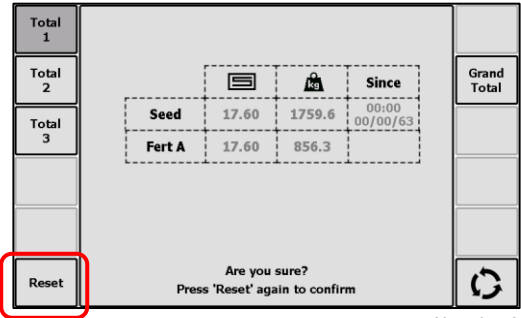 Total
1
Total
2
Total
3
Reset
kg
Since
Seed
17.60
1759.6
00:00
00/00/63
Fert A
17.60
856.3
Are you sure?
Press 'Reset' again to confirm
Grand
Total